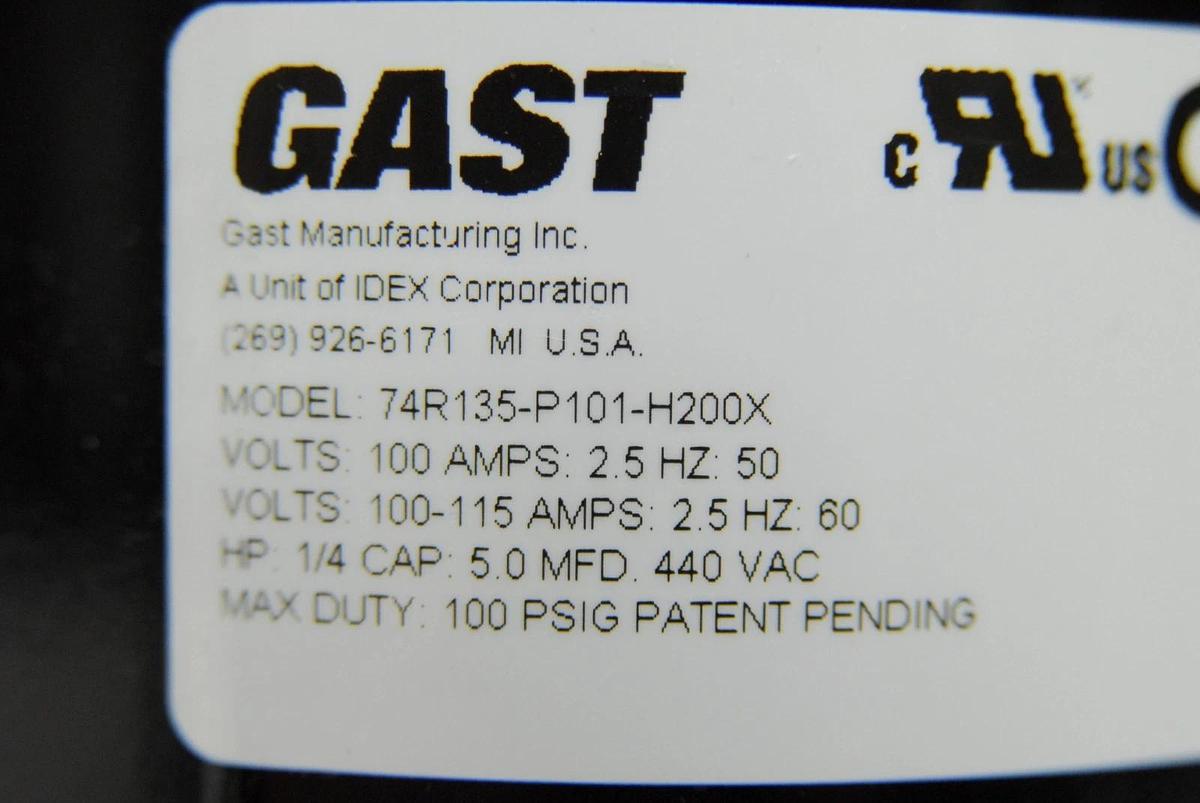 GAST
c RU US
Gast Manufacturing Inc.
A Unit of IDEX Corporation
(269) 926-6171 MI U.S.A.
MODEL: 74R135-P101-H200X
VOLTS: 100 AMPS: 2.5 HZ: 50
VOLTS: 100-115 AMPS: 2.5 HZ: 60
HP: 1/4 CAP: 5.0 MFD. 440 VAC
MAX DUTY: 100 PSIG PATENT PENDING